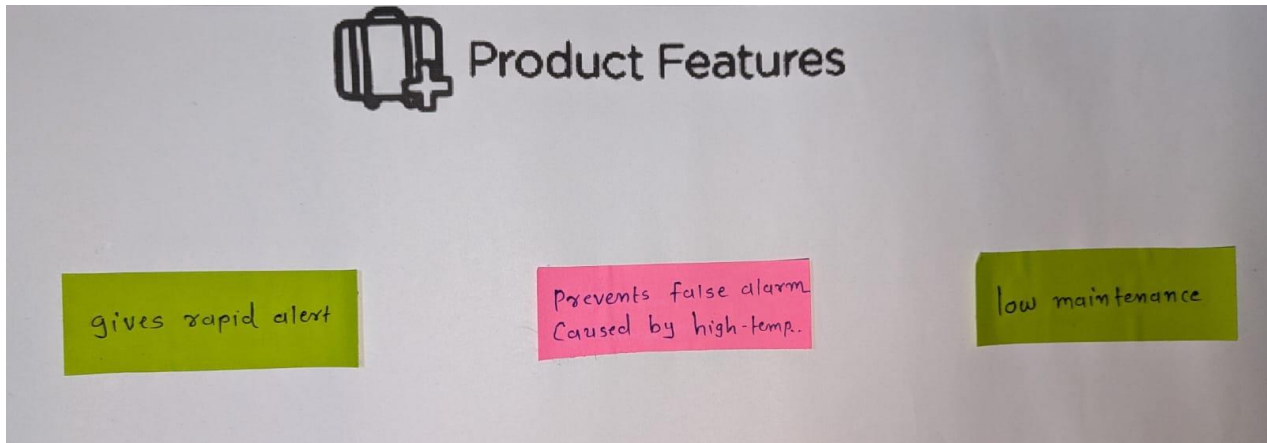 Product Features
gives rapid alert
Prevents false alarm
Caused by high-temp..
low maintenance